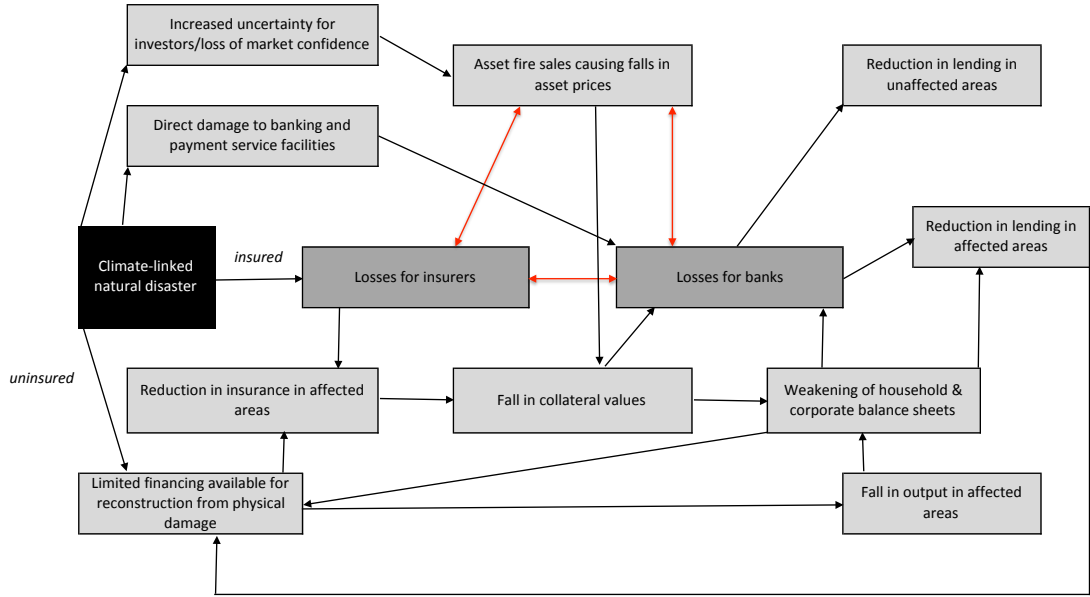 Increased uncertainty for
investors/loss of market confidence
Asset fire sales causing falls in
asset prices
Reduction in lending in
unaffected areas
Direct damage to banking and
payment service facilities
Reduction in lending in
affected areas
Climate-linked
natural disaster
insured
Losses for insurers
Losses for banks
uninsured
Reduction in insurance in affected
areas
Fall in collateral values
Weakening of household &
corporate balance sheets
Limited financing available for
reconstruction from physical
damage
Fall in output in affected
areas